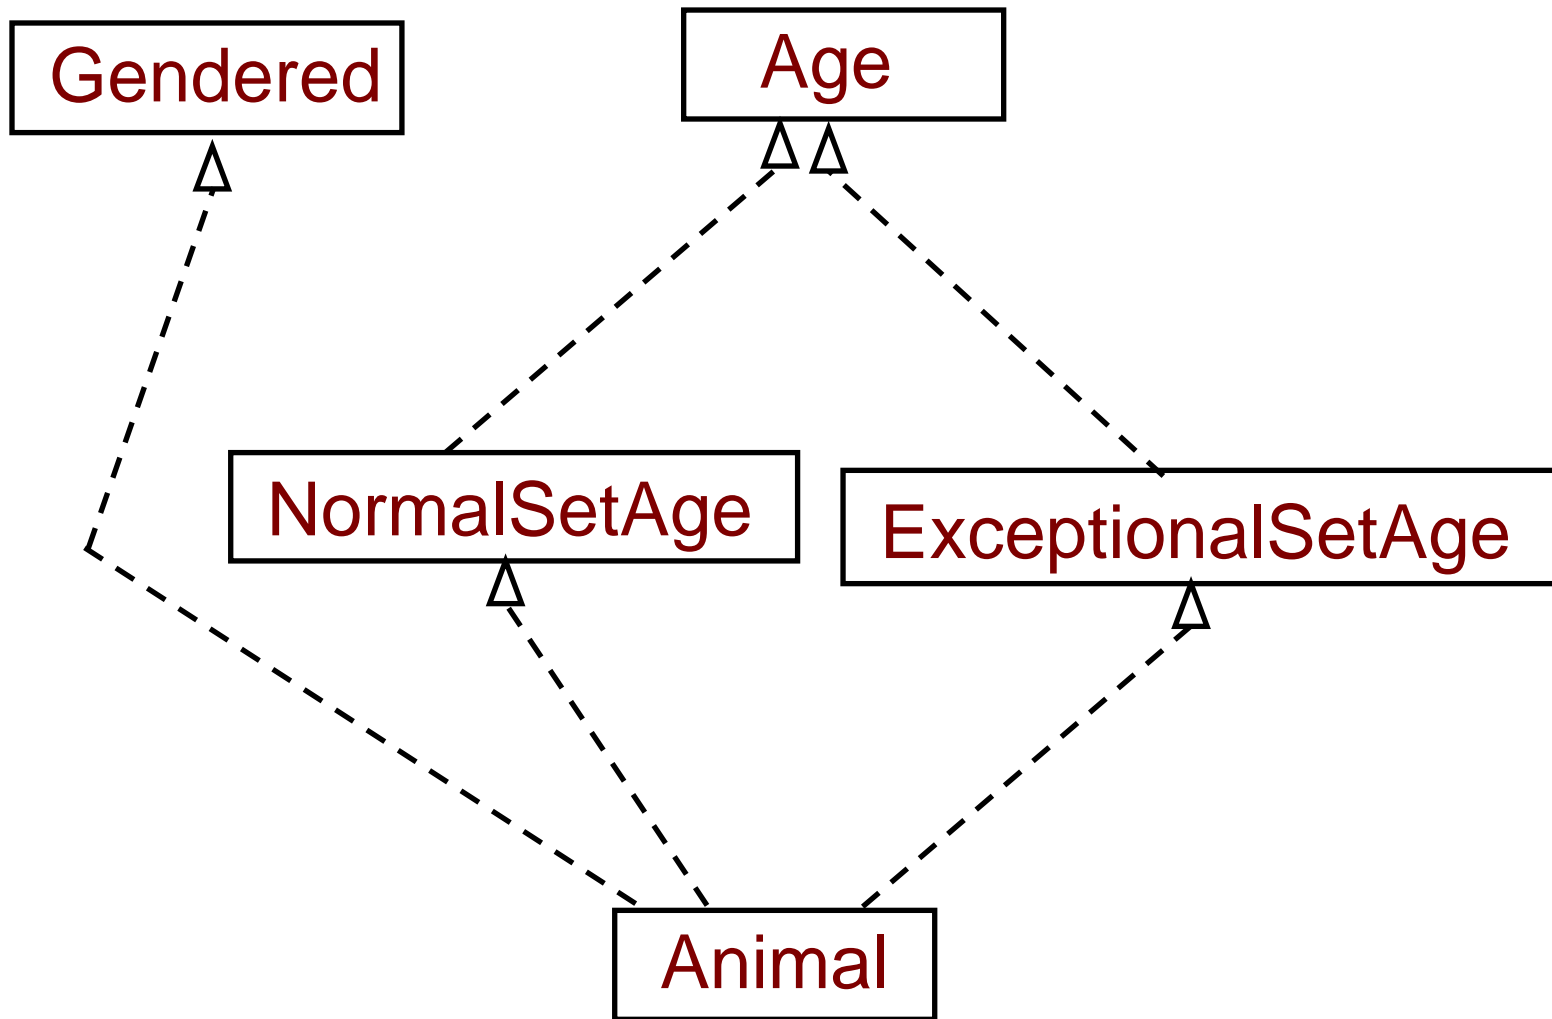 Gendered
Age
NormalSetAge
ExceptionalSetAge
Animal